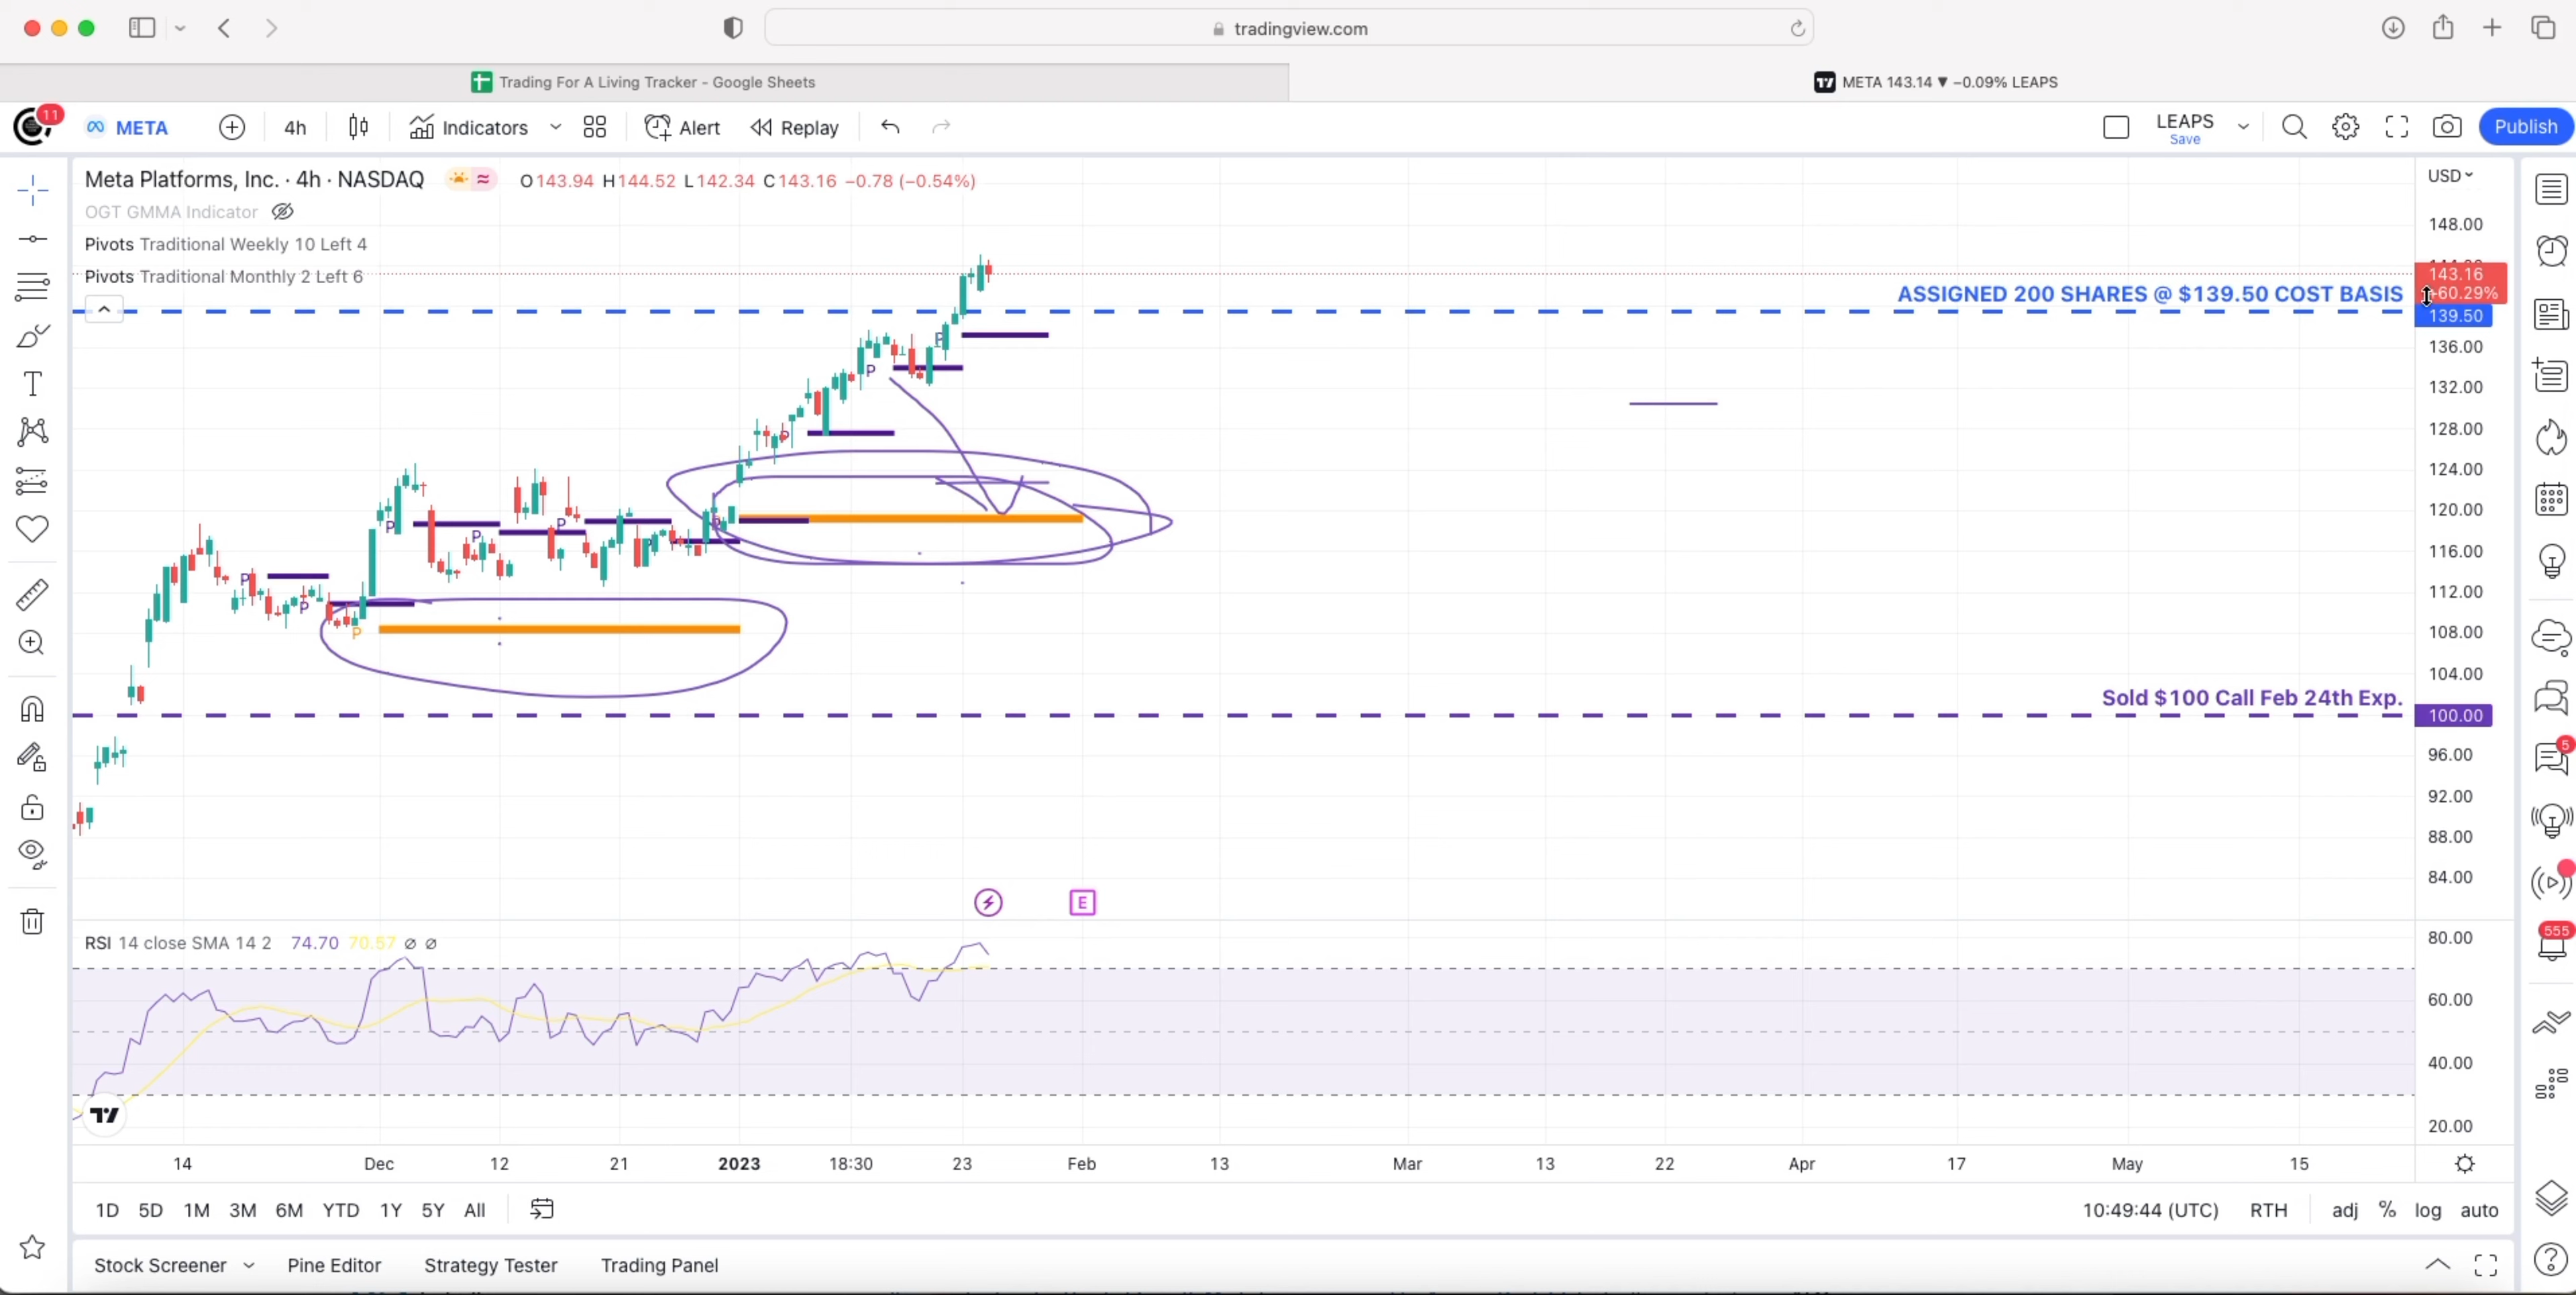 tradingview.com
Trading For A Living Tracker - Google Sheets
META 143.14 ▼ −0.09% LEAPS
11
META
4h
Indicators
Alert
Replay
LEAPS
Save
Publish
Meta Platforms, Inc. · 4h · NASDAQ
O143.94 H144.52 L142.34 C143.16 −0.78 (−0.54%)
USD
OGT GMMA Indicator
148.00
Pivots Traditional Weekly 10 Left 4
Pivots Traditional Monthly 2 Left 6
143.16
ASSIGNED 200 SHARES @ $139.50 COST BASIS
60.29%
139.50
136.00
P
P
132.00
128.00
P
124.00
120.00
P
P
P
116.00
P
112.00
P
P
108.00
104.00
Sold $100 Call Feb 24th Exp.
100.00
96.00
5
92.00
88.00
84.00
E
RSI 14 close SMA 14 2 74.70 70.57 ∅ ∅
80.00
555
60.00
40.00
20.00
14 Dec 12 21 2023 18:30 23 Feb 13 Mar 13 22 Apr 17 May 15
1D 5D 1M 3M 6M YTD 1Y 5Y All
10:49:44 (UTC) RTH adj % log auto
Stock Screener Pine Editor Strategy Tester Trading Panel